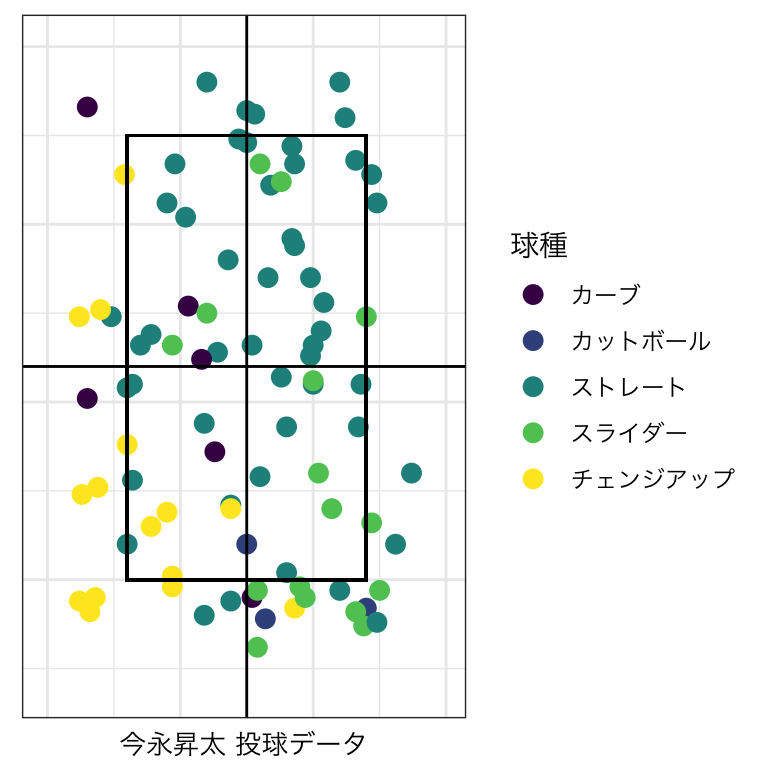 球種
カーブ
カットボール
ストレート
スライダー
チェンジアップ
今永昇太 投球データ